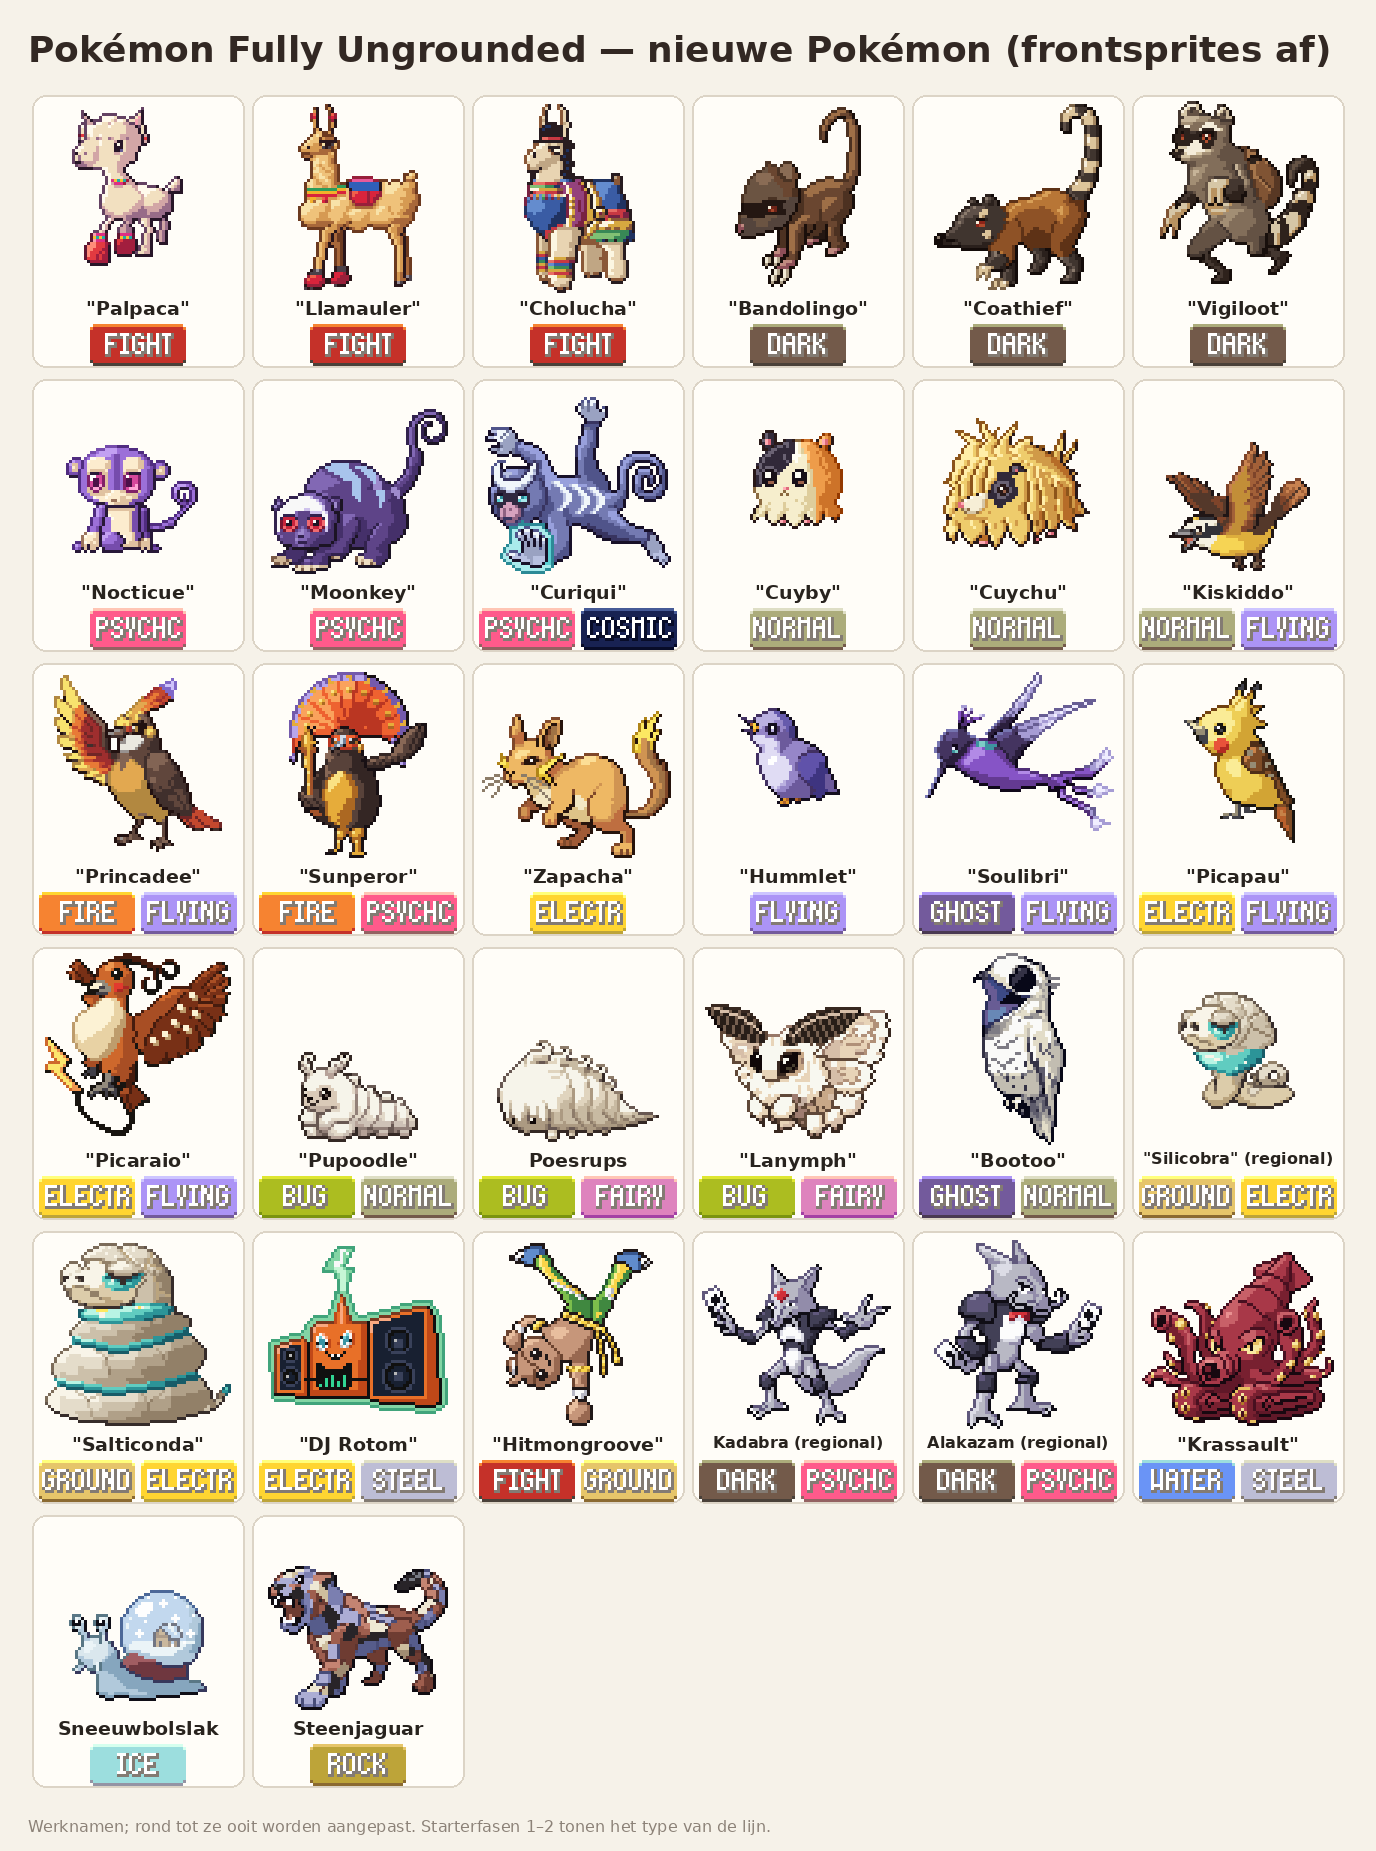 Pokémon Fully Ungrounded — nieuwe Pokémon (frontsprites af)
"Palpaca" "Llamauler" "Cholucha" "Bandolingo" "Coathief" "Vigiloot"
FIGHT FIGHT FIGHT DARK DARK DARK
"Nocticue" "Moonkey" "Curiqui" "Cuyby" "Cuychu" "Kiskiddo"
PSYCHC PSYCHC PSYCHC COSMIC NORMAL NORMAL NORMAL FLYING
"Princadee" "Sunperor" "Zapacha" "Hummlet" "Soulibri" "Picapau"
FIRE FLYING FIRE PSYCHC ELECTR FLYING GHOST FLYING ELECTR FLYING
"Picaraio" "Pupoodle" Poesrups "Lanymph" "Bootoo" "Silicobra" (regional)
ELECTR FLYING BUG NORMAL BUG FAIRY BUG FAIRY GHOST NORMAL GROUND ELECTR
"Salticonda" "DJ Rotom" "Hitmongroove" Kadabra (regional) Alakazam (regional) "Krassault"
GROUND ELECTR ELECTR STEEL FIGHT GROUND DARK PSYCHC DARK PSYCHC WATER STEEL
Sneeuwbolslak Steenjaguar
ICE ROCK
Werknamen; rond tot ze ooit worden aangepast. Starterfasen 1–2 tonen het type van de lijn.